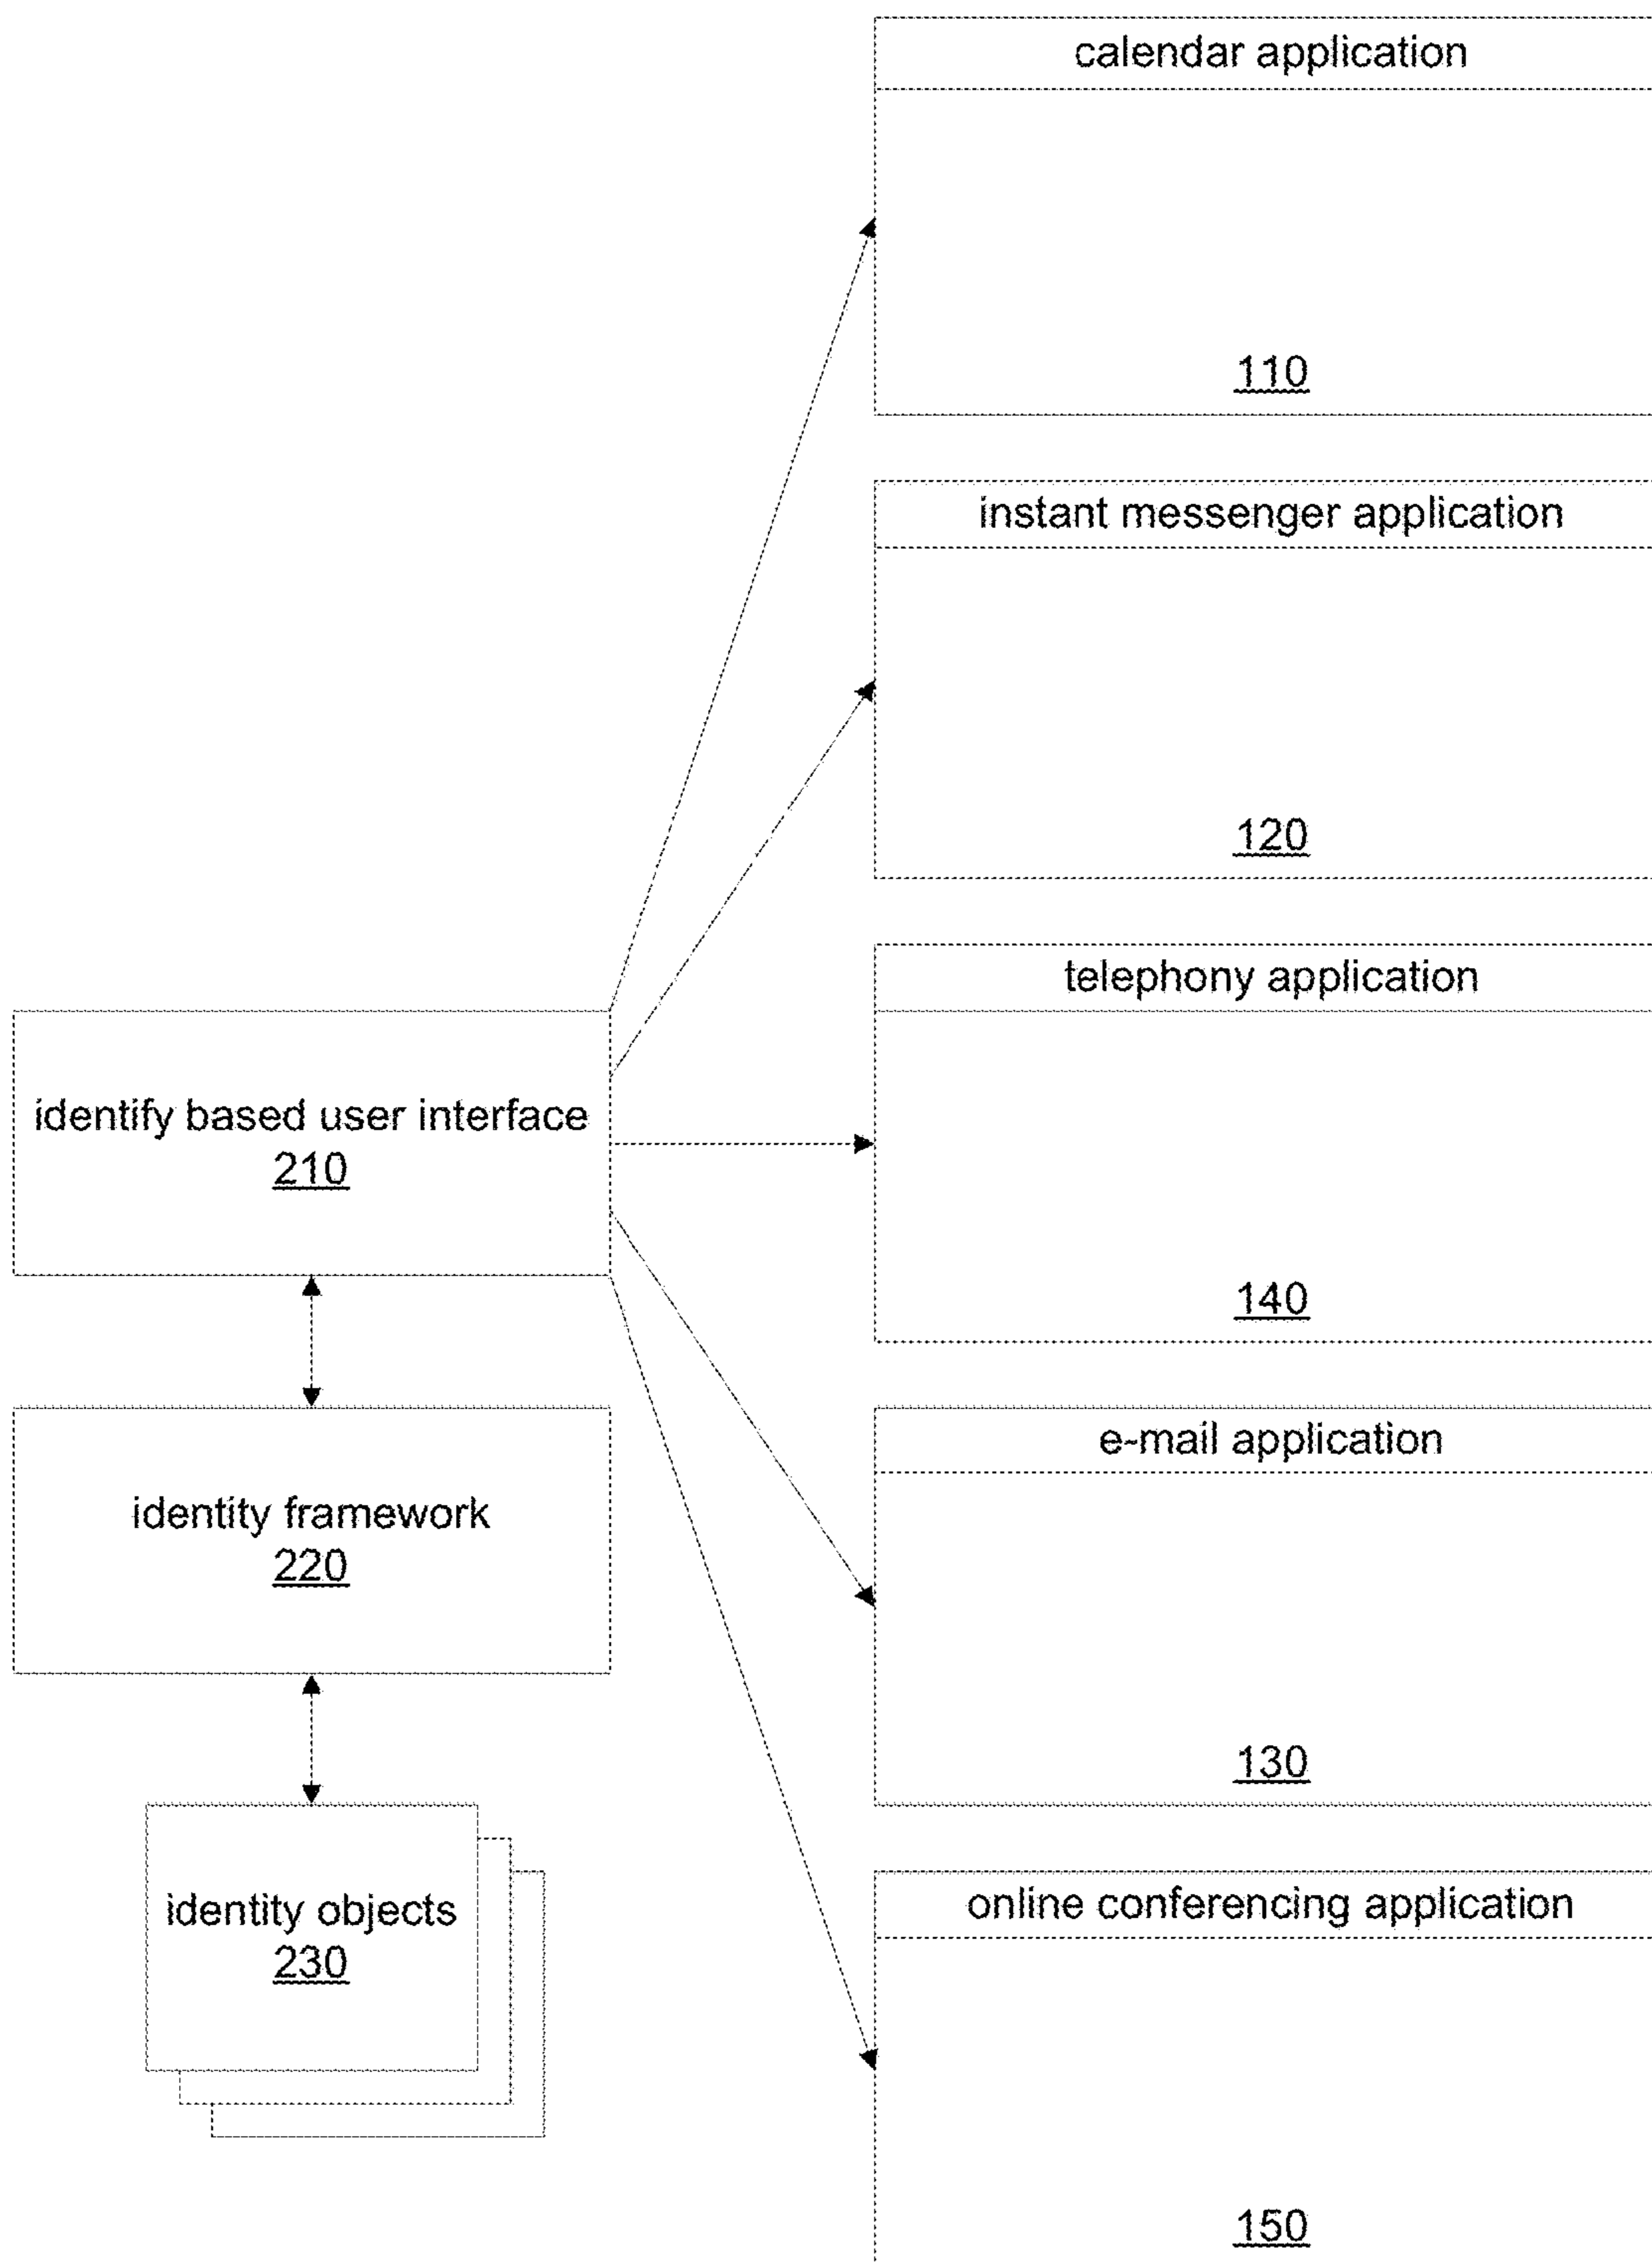 calendar application
110
instant messenger application
120
telephony application
140
identify based user interface
210
identity framework
220
e-mail application
130
identity objects
230
online conferencing application
150